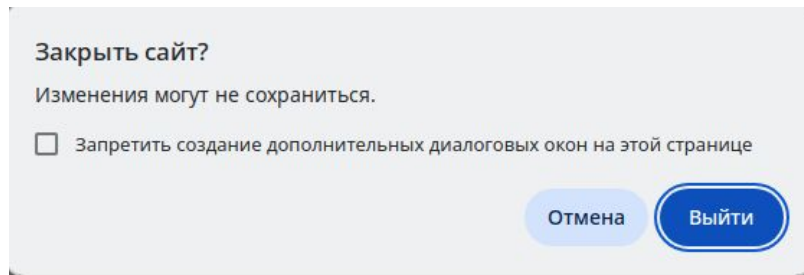 Закрыть сайт?
Изменения могут не сохраниться.
Запретить создание дополнительных диалоговых окон на этой странице
Отмена Выйти